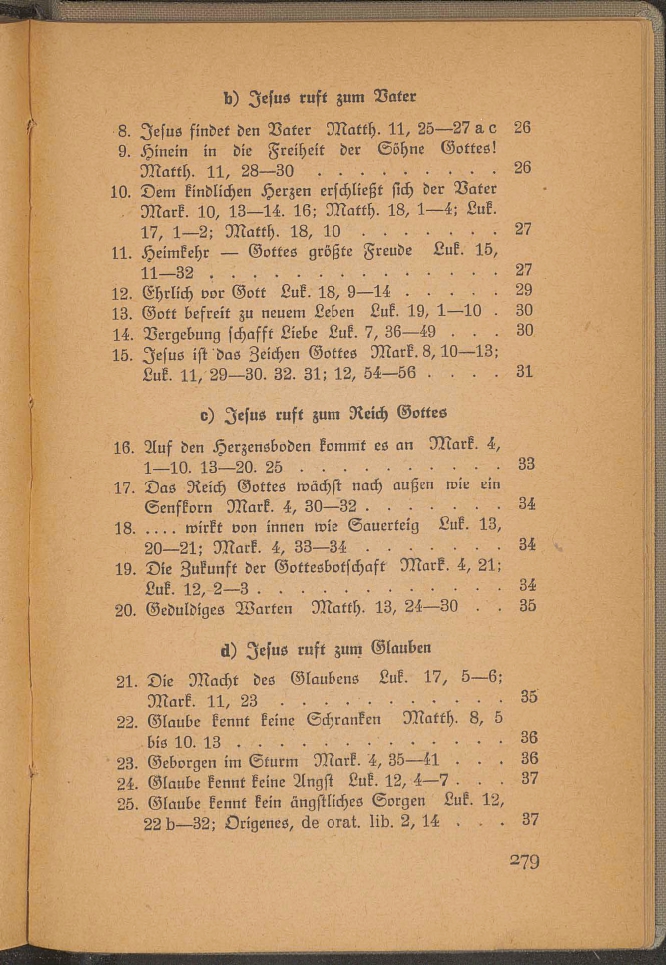 b) Jesus ruft zum Vater
8. Jesus findet den Vater Matth. 11, 25—27 a c 26
9. Hinein in die Freiheit der Söhne Gottes!
Matth. 11, 28—30 . . . . . . . . . 26
10. Dem kindlichen Herzen erschließt sich der Vater
Mark. 10, 13—14. 16; Matth. 18, 1—4; Luk.
17, 1—2; Matth. 18, 10 . . . . . . . 27
11. Heimkehr — Gottes größte Freude Luk. 15,
11—32 . . . . . . . . . . . . . . 27
12. Ehrlich vor Gott Luk. 18, 9—14 . . . . . 29
13. Gott befreit zu neuem Leben Luk. 19, 1—10 . 30
14. Vergebung schafft Liebe Luk. 7, 36—49 . . . 30
15. Jesus ist das Zeichen Gottes Mark. 8, 10—13;
Luk. 11, 29—30. 32. 31; 12, 54—56 . . . . 31
c) Jesus ruft zum Reich Gottes
16. Auf den Herzensboden kommt es an Mark. 4,
1—10. 13—20. 25 . . . . . . . . . . 33
17. Das Reich Gottes wächst nach außen wie ein
Senfkorn Mark. 4, 30—32 . . . . . . . 34
18. .... wirkt von innen wie Sauerteig Luk. 13,
20—21; Mark. 4, 33—34 . . . . . . . 34
19. Die Zukunft der Gottesbotschaft Mark. 4, 21;
Luk. 12, 2—3 . . . . . . . . . . . . 34
20. Geduldiges Warten Matth. 13, 24—30 . . 35
d) Jesus ruft zum Glauben
21. Die Macht des Glaubens Luk. 17, 5—6;
Mark. 11, 23 . . . . . . . . . . . 35
22. Glaube kennt keine Schranken Matth. 8, 5
bis 10. 13 . . . . . . . . . . . . . 36
23. Geborgen im Sturm Mark. 4, 35—41 . . . 36
24. Glaube kennt keine Angst Luk. 12, 4—7 . . . 37
25. Glaube kennt kein ängstliches Sorgen Luk. 12,
22 b—32; Origenes, de orat. lib. 2, 14 . . . 37
279